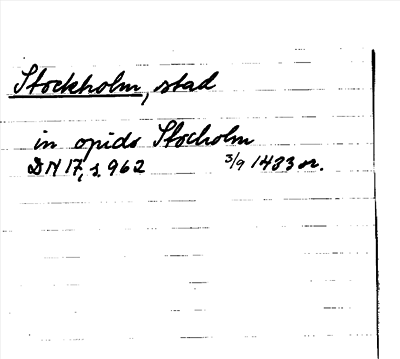 Stockholm, stad
in opido Stocholm
DN 17, s. 962 3/9 1483 or.